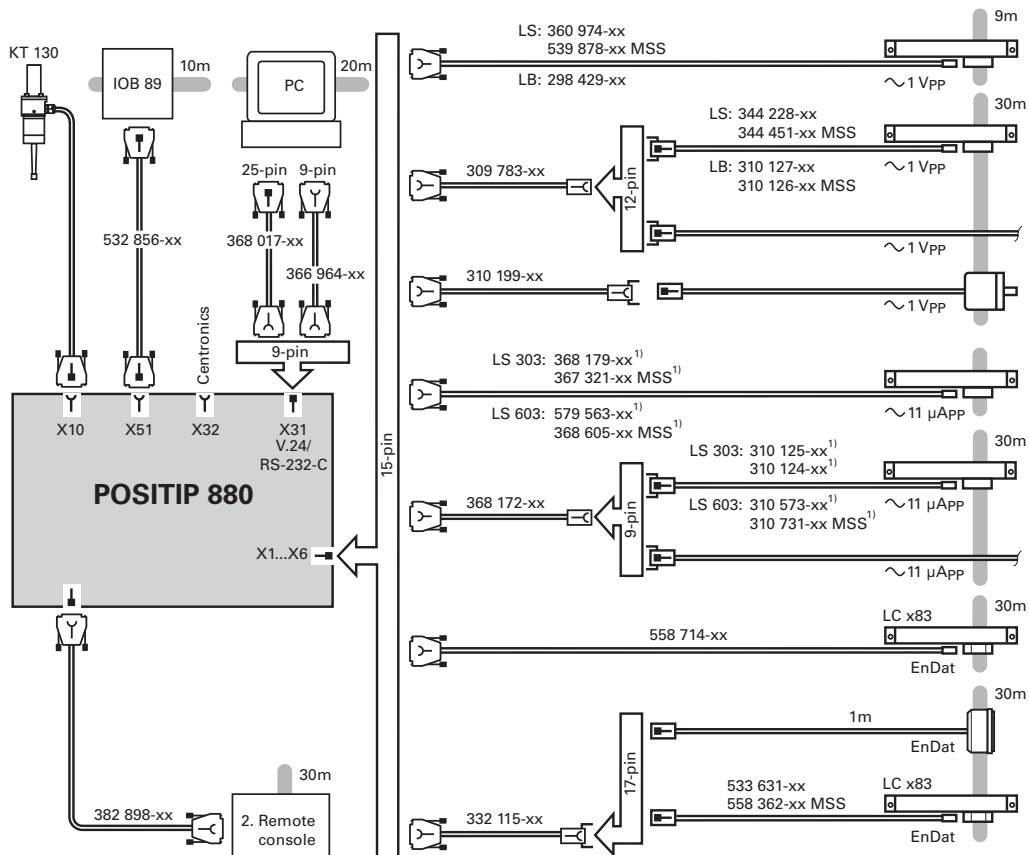 KT 130
IOB 89
10m
PC
20m
25-pin
9-pin
532 856-xx
368 017-xx
366 964-xx
Centronics
9-pin
X10
X51
X32
X31
V.24/
RS-232-C
POSITIP 880
X1...X6
15-pin
382 898-xx
2. Remote
console
30m
LS: 360 974-xx
539 878-xx MSS
LB: 298 429-xx
9m
~1 VPP
309 783-xx
12-pin
LS: 344 228-xx
344 451-xx MSS
LB: 310 127-xx
310 126-xx MSS
30m
~1 VPP
~1 VPP
310 199-xx
~1 VPP
LS 303: 368 179-xx1)
367 321-xx MSS1)
LS 603: 579 563-xx1)
368 605-xx MSS1)
~11 µAPP
368 172-xx
9-pin
LS 303: 310 125-xx1)
310 124-xx1)
LS 603: 310 573-xx1)
310 731-xx MSS1)
30m
~11 µAPP
~11 µAPP
558 714-xx
LC x83
30m
EnDat
332 115-xx
17-pin
1m
30m
EnDat
533 631-xx
558 362-xx MSS
LC x83
EnDat